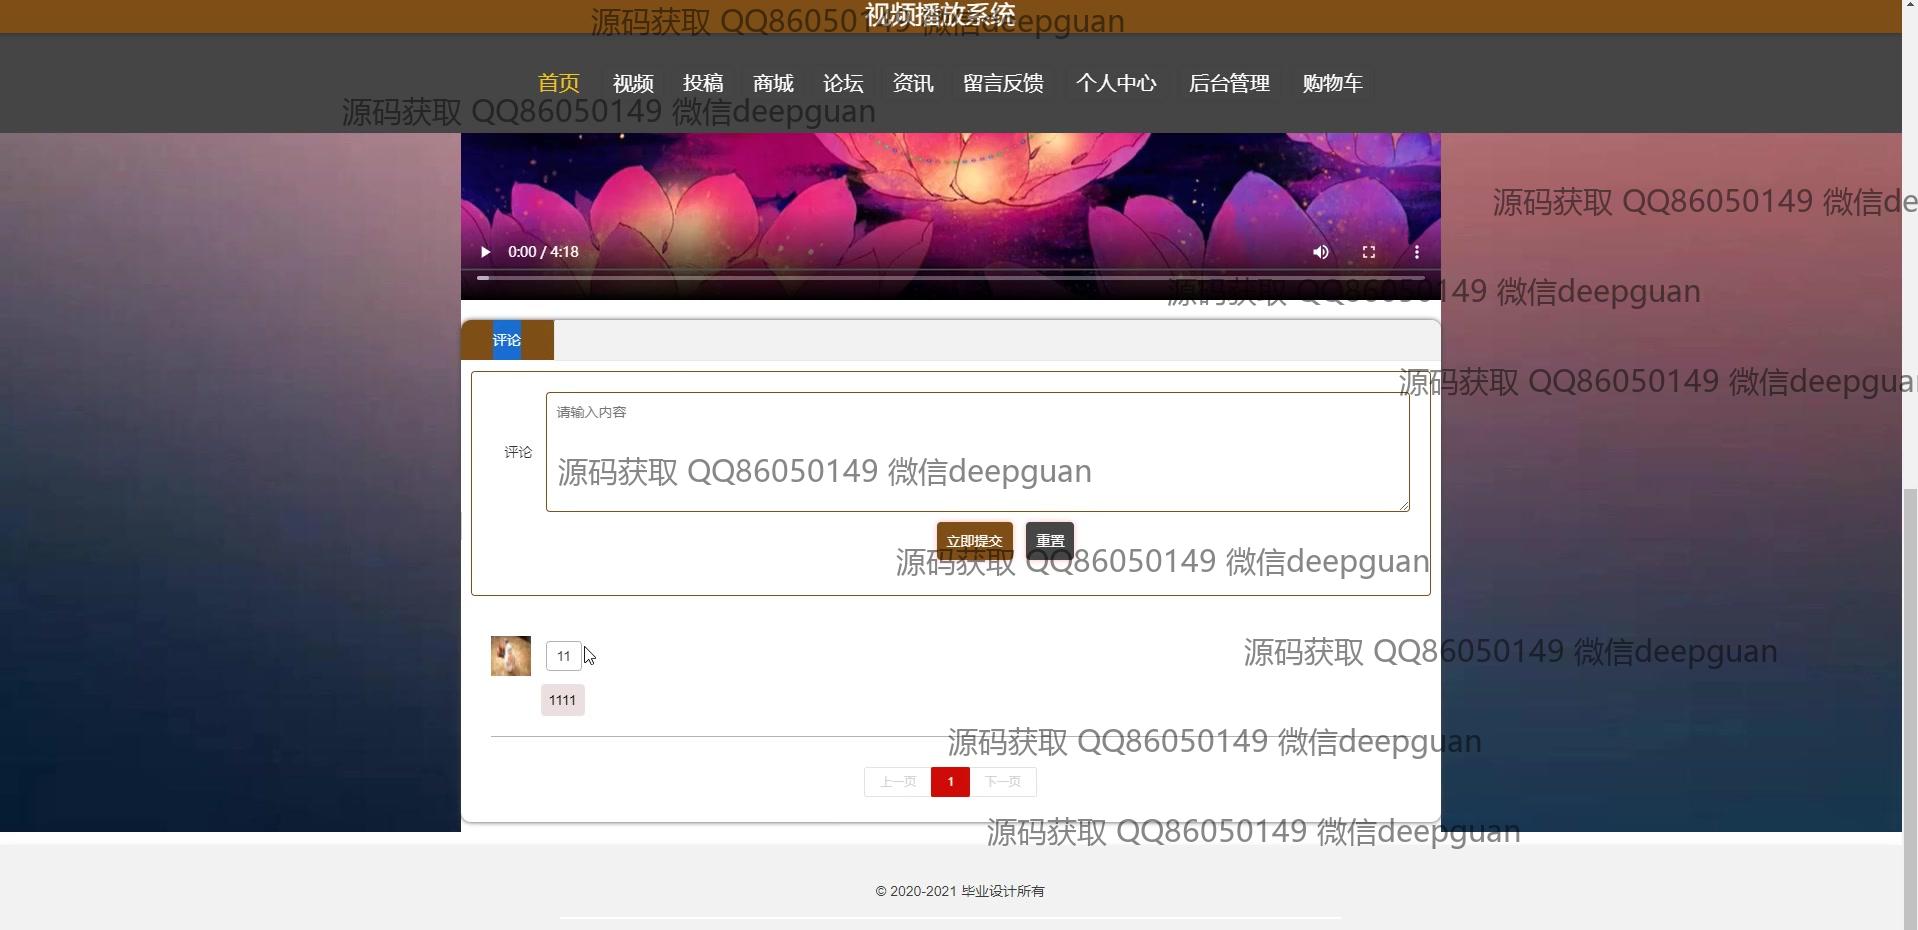 视频播放系统
源码获取 QQ86050149 微信deepguan
首页 视频 投稿 商城 论坛 资讯 留言反馈 个人中心 后台管理 购物车
源码获取 QQ86050149 微信deepguan
源码获取 QQ86050149 微信de
0:00 / 4:18
源码获取 QQ86050149 微信deepguan
评论
源码获取 QQ86050149 微信deepgua
请输入内容
评论
源码获取 QQ86050149 微信deepguan
立即提交 重置
源码获取 QQ86050149 微信deepguan
11
源码获取 QQ86050149 微信deepguan
1111
源码获取 QQ86050149 微信deepguan
上一页 1 下一页
源码获取 QQ86050149 微信deepguan
© 2020-2021 毕业设计所有